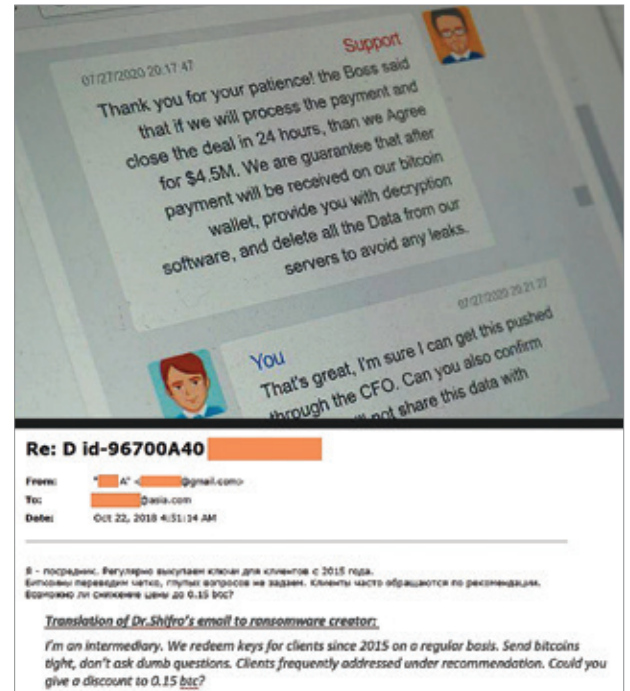 07/27/2020 20:17:47
Support
Thank you for your patience! the Boss said
that if we will process the payment and
close the deal in 24 hours, than we Agree
for $4.5M. We are guarantee that after
payment will be received on our bitcoin
wallet, provide you with decryption
software, and delete all the Data from our
servers to avoid any leaks.
07/27/2020 20:21:27
You
That's great, I'm sure I can get this pushed
through the CFO. Can you also confirm
not share this data with
Re: D id-96700A40
From: " A" < @gmail.com>
To: @asia.com
Date: Oct 22, 2018 4:51:14 AM
Я - посредник. Регулярно выкупаем ключи для клиентов с 2015 года.
Биткоины переводим четко, глупых вопросов не задаем. Клиенты часто обращаются по рекомендации.
Возможно ли снижение цены до 0.15 btc?
Translation of Dr.Shifro's email to ransomware creator:
I'm an intermediary. We redeem keys for clients since 2015 on a regular basis. Send bitcoins
tight, don't ask dumb questions. Clients frequently addressed under recommendation. Could you
give a discount to 0.15 btc?